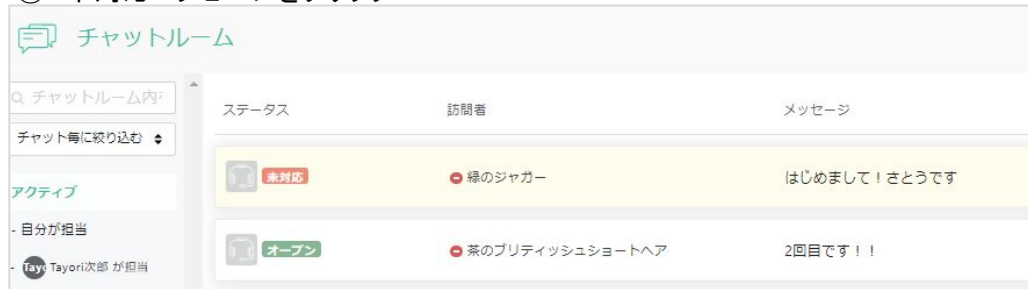 チャットルーム
チャットルーム内
チャット毎に絞り込む
アクティブ
- 自分が担当
- Tayori次郎 が担当
ステータス 訪問者 メッセージ
未対応 緑のジャガー はじめまして！さとうです
オープン 茶のブリティッシュショートヘア 2回目です！！